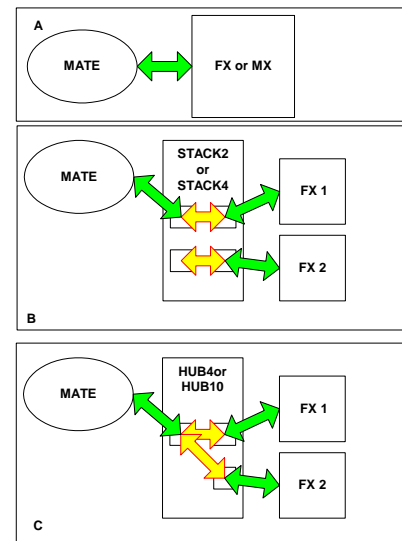 A
MATE
FX or MX
STACK2
or
STACK4
MATE
FX 1
FX 2
B
HUB4or
HUB10
MATE
FX 1
FX 2
C